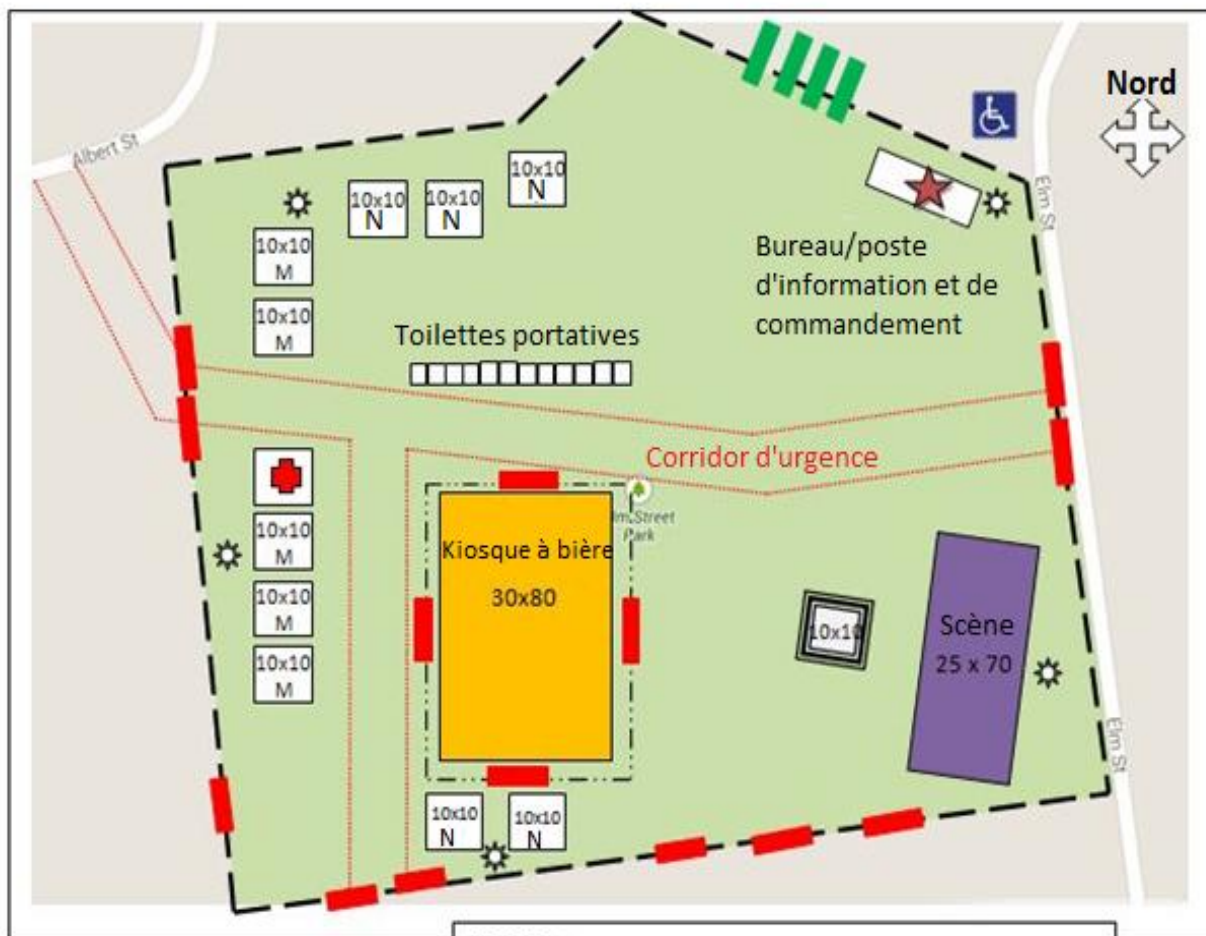 Nord
Albert St
10x10
N
10x10
N
10x10
N
Elm St
10x10
M
10x10
M
Bureau/poste
d'information et de
commandement
Toilettes portatives
Corridor d'urgence
lm Street
Park
10x10
M
10x10
M
10x10
M
Kiosque à bière
30x80
10x10
Scène
25 x 70
Elm St
10x10
N
10x10
N